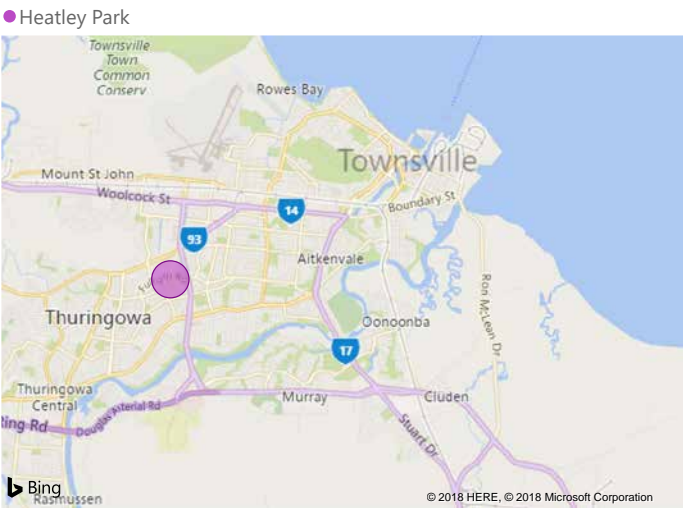 Heatley Park
Townsville
Town
Common
Conserv
Rowes Bay
Townsville
Mount St John
Woolcock St
14
Boundary St
93
Aitkenvale
Ron McLean Dr
Thuringowa
Oonoonba
17
Thuringowa
Central
Murray
Cluden
Douglas Arterial Rd
Ring Rd
Stuart Dr
Bing
Rasmussen
© 2018 HERE, © 2018 Microsoft Corporation